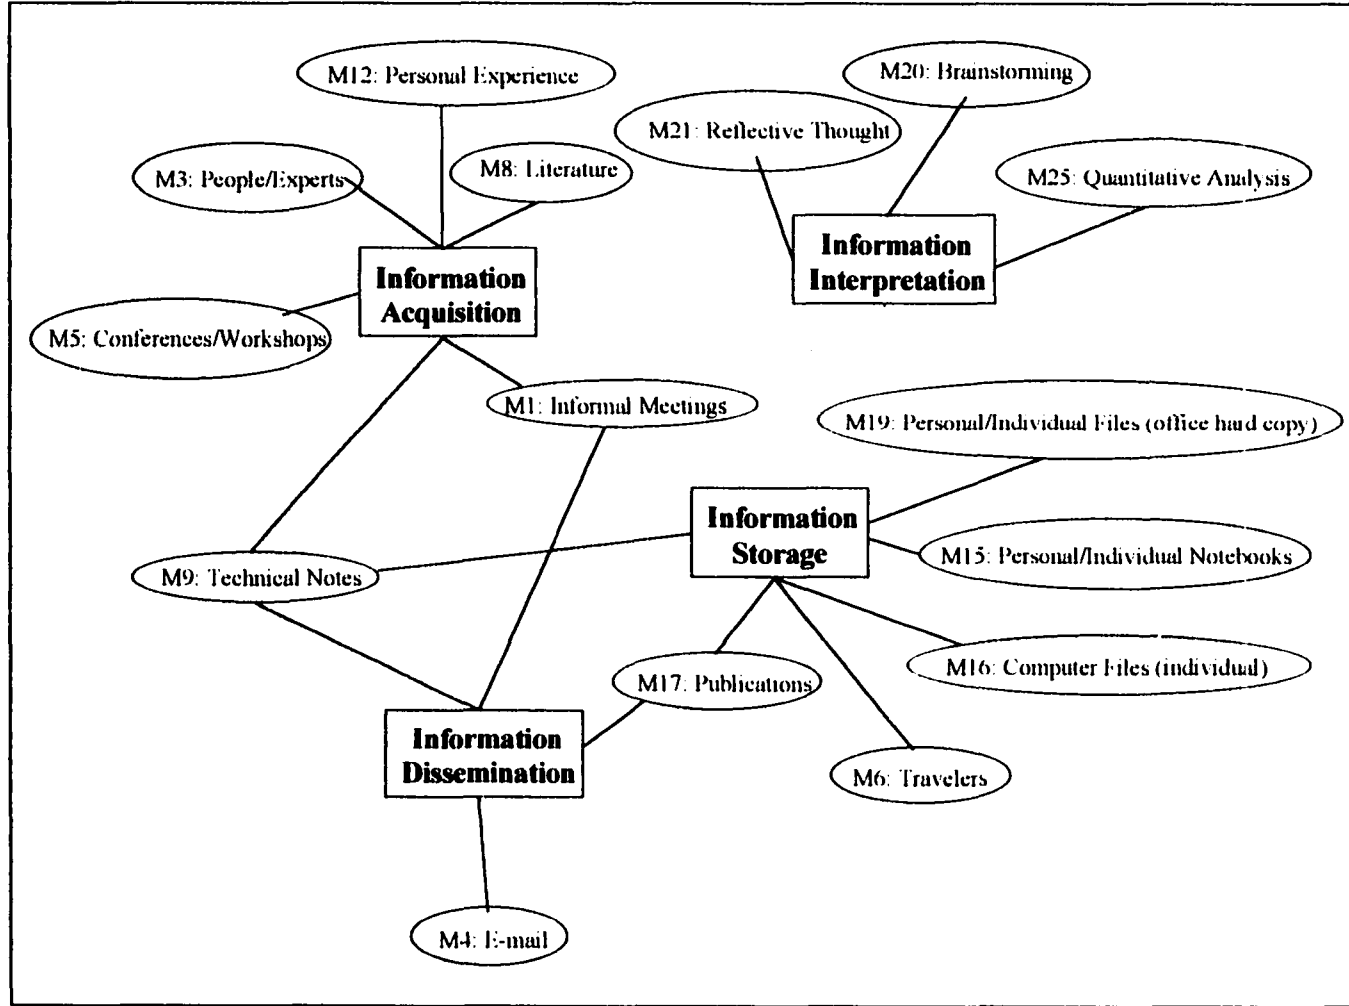 M12: Personal Experience
M20: Brainstorming
M21: Reflective Thought
M3: People/Experts
M8: Literature
M25: Quantitative Analysis
Information
Interpretation
Information
Acquisition
M5: Conferences/Workshops
M1: Informal Meetings
M19: Personal/Individual Files (office hard copy)
Information
Storage
M15: Personal/Individual Notebooks
M9: Technical Notes
M16: Computer Files (individual)
M17: Publications
Information
Dissemination
M6: Travelers
M4: E-mail